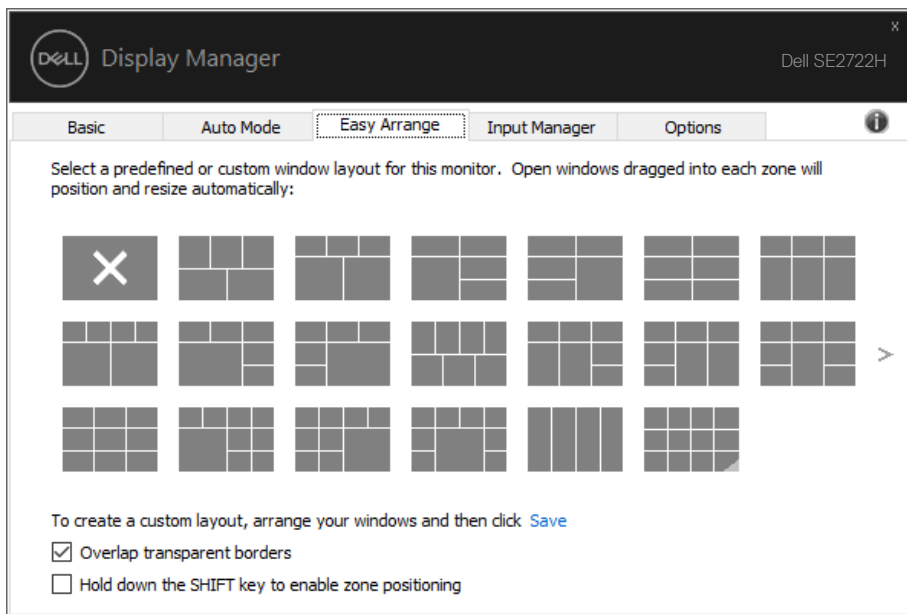 x
DELL Display Manager
Dell SE2722H
Basic Auto Mode Easy Arrange Input Manager Options i
Select a predefined or custom window layout for this monitor. Open windows dragged into each zone will
position and resize automatically:
>
To create a custom layout, arrange your windows and then click Save
Overlap transparent borders
Hold down the SHIFT key to enable zone positioning